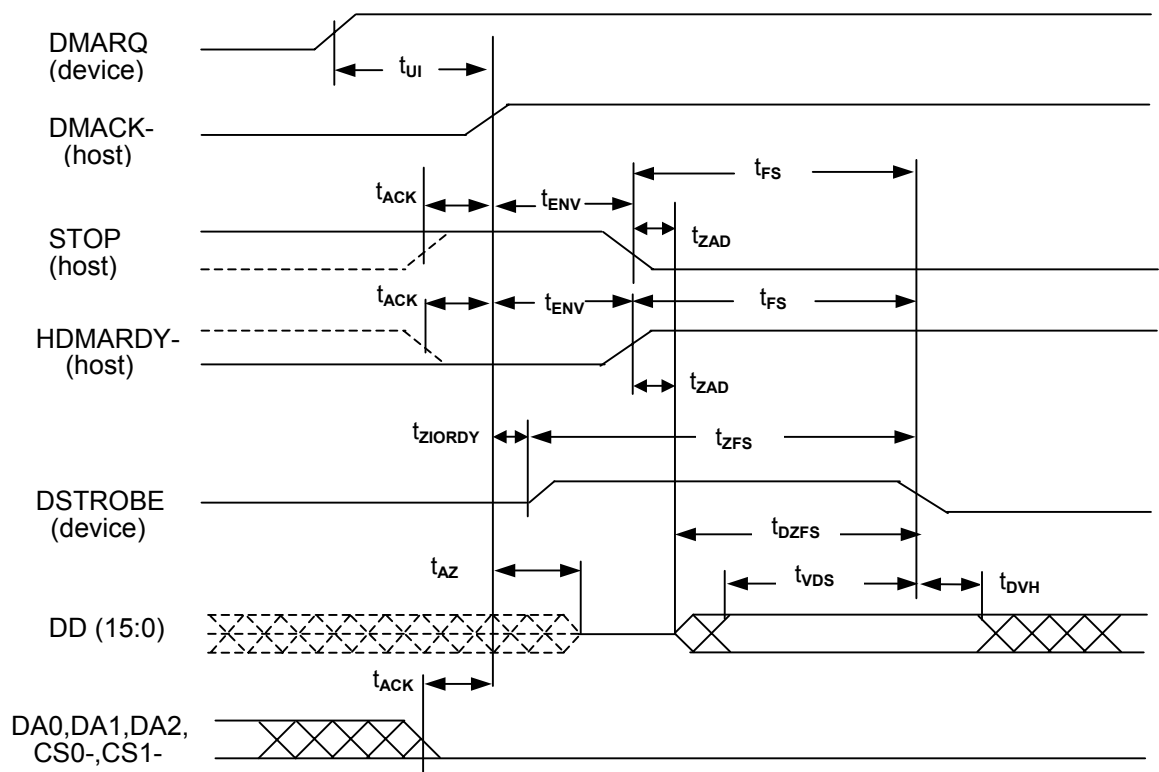 DMARQ
(device)
tUI
DMACK-
(host)
tFS
tACK
tENV
tZAD
STOP
(host)
tACK
tENV
tFS
HDMARDY-
(host)
tZAD
tZIORDY
tZFS
DSTROBE
(device)
tDZFS
tAZ
tVDS
tDVH
DD (15:0)
tACK
DA0,DA1,DA2,
CS0-,CS1-